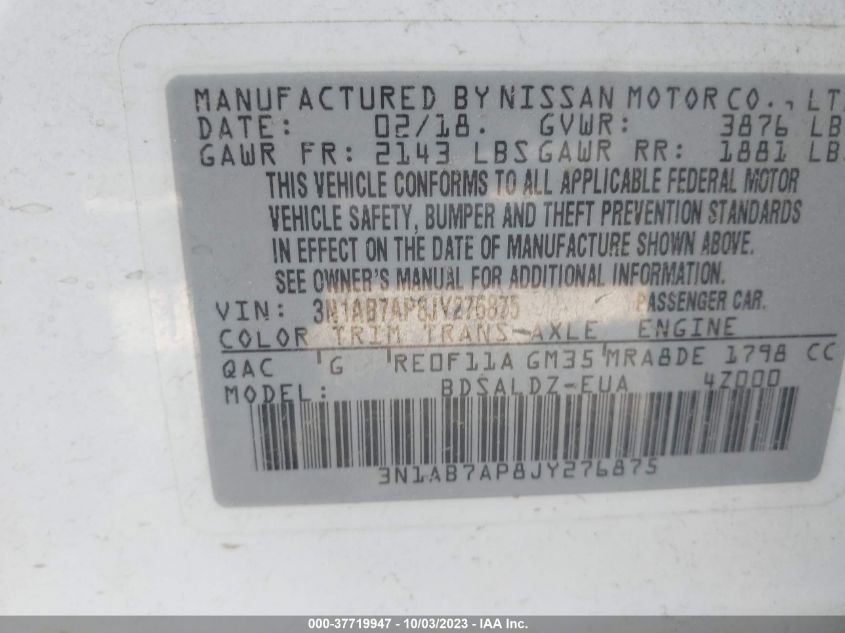 MANUFACTURED BY NISSAN MOTOR CO., LT
DATE: 02/18. GVWR: 3876 LB
GAWR FR: 2143 LBS GAWR RR: 1881 LB
THIS VEHICLE CONFORMS TO ALL APPLICABLE FEDERAL MOTOR
VEHICLE SAFETY, BUMPER AND THEFT PREVENTION STANDARDS
IN EFFECT ON THE DATE OF MANUFACTURE SHOWN ABOVE.
SEE OWNER'S MANUAL FOR ADDITIONAL INFORMATION.
VIN: 3N1AB7AP8JY276875 PASSENGER CAR.
COLOR TRIM TRANS-AXLE ENGINE
QAC G RE0F11A GM35 MRA8DE 1798 CC
MODEL: BDSALDZ-EUA 4Z000
3N1AB7AP8JY276875
000-37719947 - 10/03/2023 - IAA Inc.